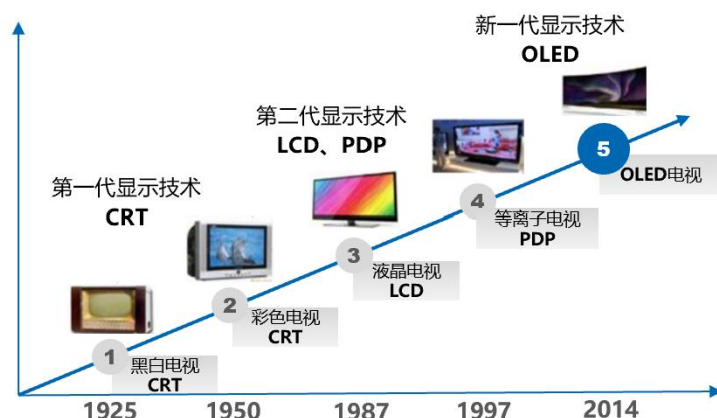 新一代显示技术
OLED
第二代显示技术
LCD、PDP
第一代显示技术
CRT
5
OLED电视
4
等离子电视
PDP
3
液晶电视
LCD
2
彩色电视
CRT
1
黑白电视
CRT
1925 1950 1987 1997 2014